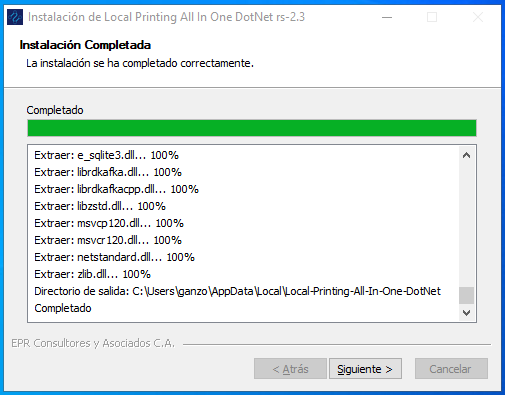 Instalación de Local Printing All In One DotNet rs-2.3
Instalación Completada
La instalación se ha completado correctamente.
Completado
Extraer: e_sqlite3.dll... 100%
Extraer: librdkafka.dll... 100%
Extraer: librdkafkacpp.dll... 100%
Extraer: libzstd.dll... 100%
Extraer: msvcp120.dll... 100%
Extraer: msvcr120.dll... 100%
Extraer: netstandard.dll... 100%
Extraer: zlib.dll... 100%
Directorio de salida: C:\Users\ganzo\AppData\Local\Local-Printing-All-In-One-DotNet
Completado
EPR Consultores y Asociados C.A.
< Atrás
Siguiente >
Cancelar